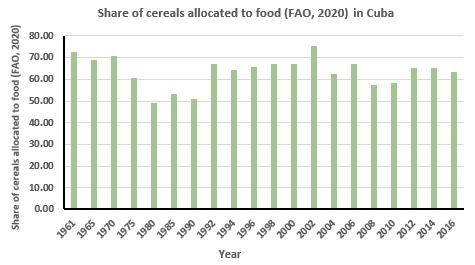 Share of cereals allocated to food (FAO, 2020) in Cuba
Share of cereals allocated to food (FAO, 2020)
80.00
70.00
60.00
50.00
40.00
30.00
20.00
10.00
0.00
1961 1965 1970 1975 1980 1985 1990 1992 1994 1996 1998 2000 2002 2004 2006 2008 2010 2012 2014 2016
Year